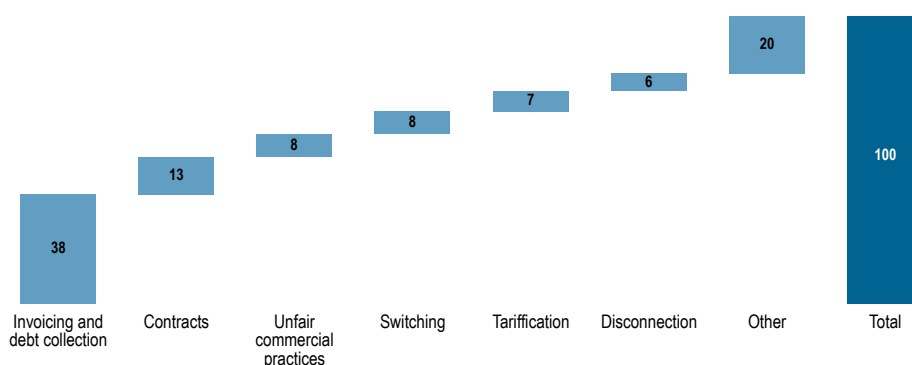 20
6
7
8
8
100
13
38
Invoicing and
debt collection
Contracts
Unfair
commercial
practices
Switching
Tariffication
Disconnection
Other
Total